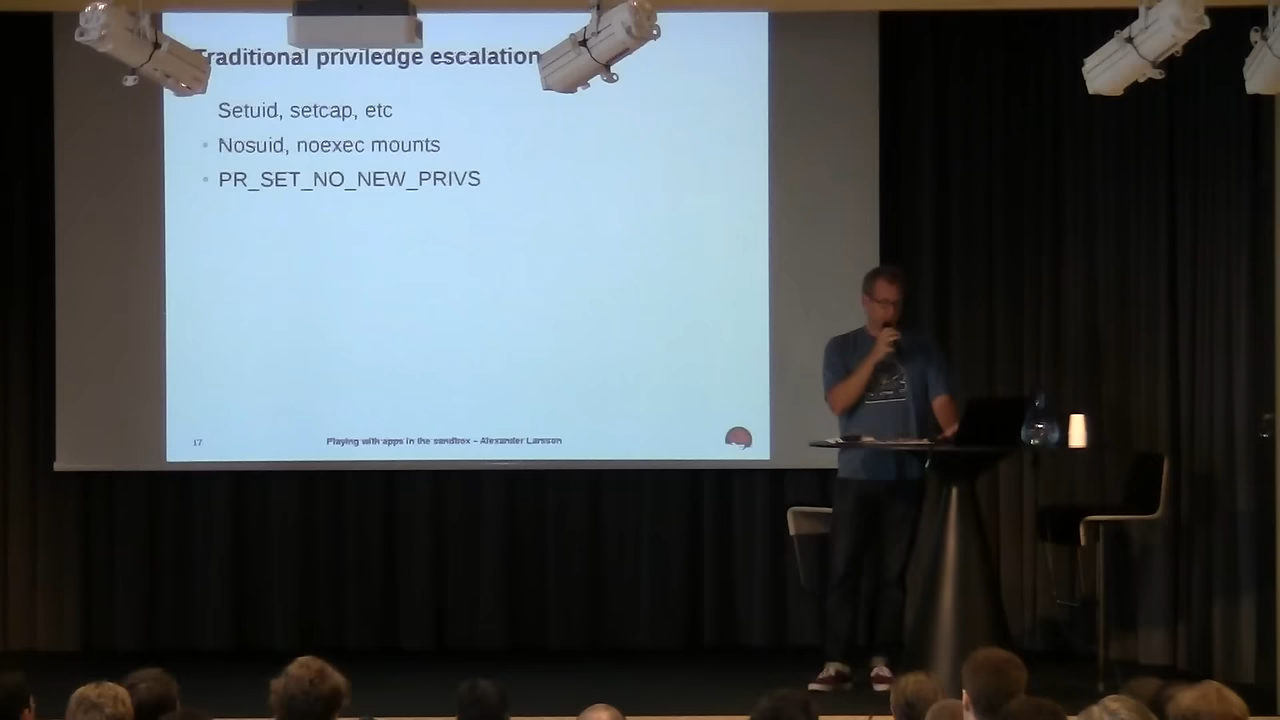 Traditional priviledge escalation
Setuid, setcap, etc
Nosuid, noexec mounts
PR_SET_NO_NEW_PRIVS
17
Playing with apps in the sandbox – Alexander Larsson